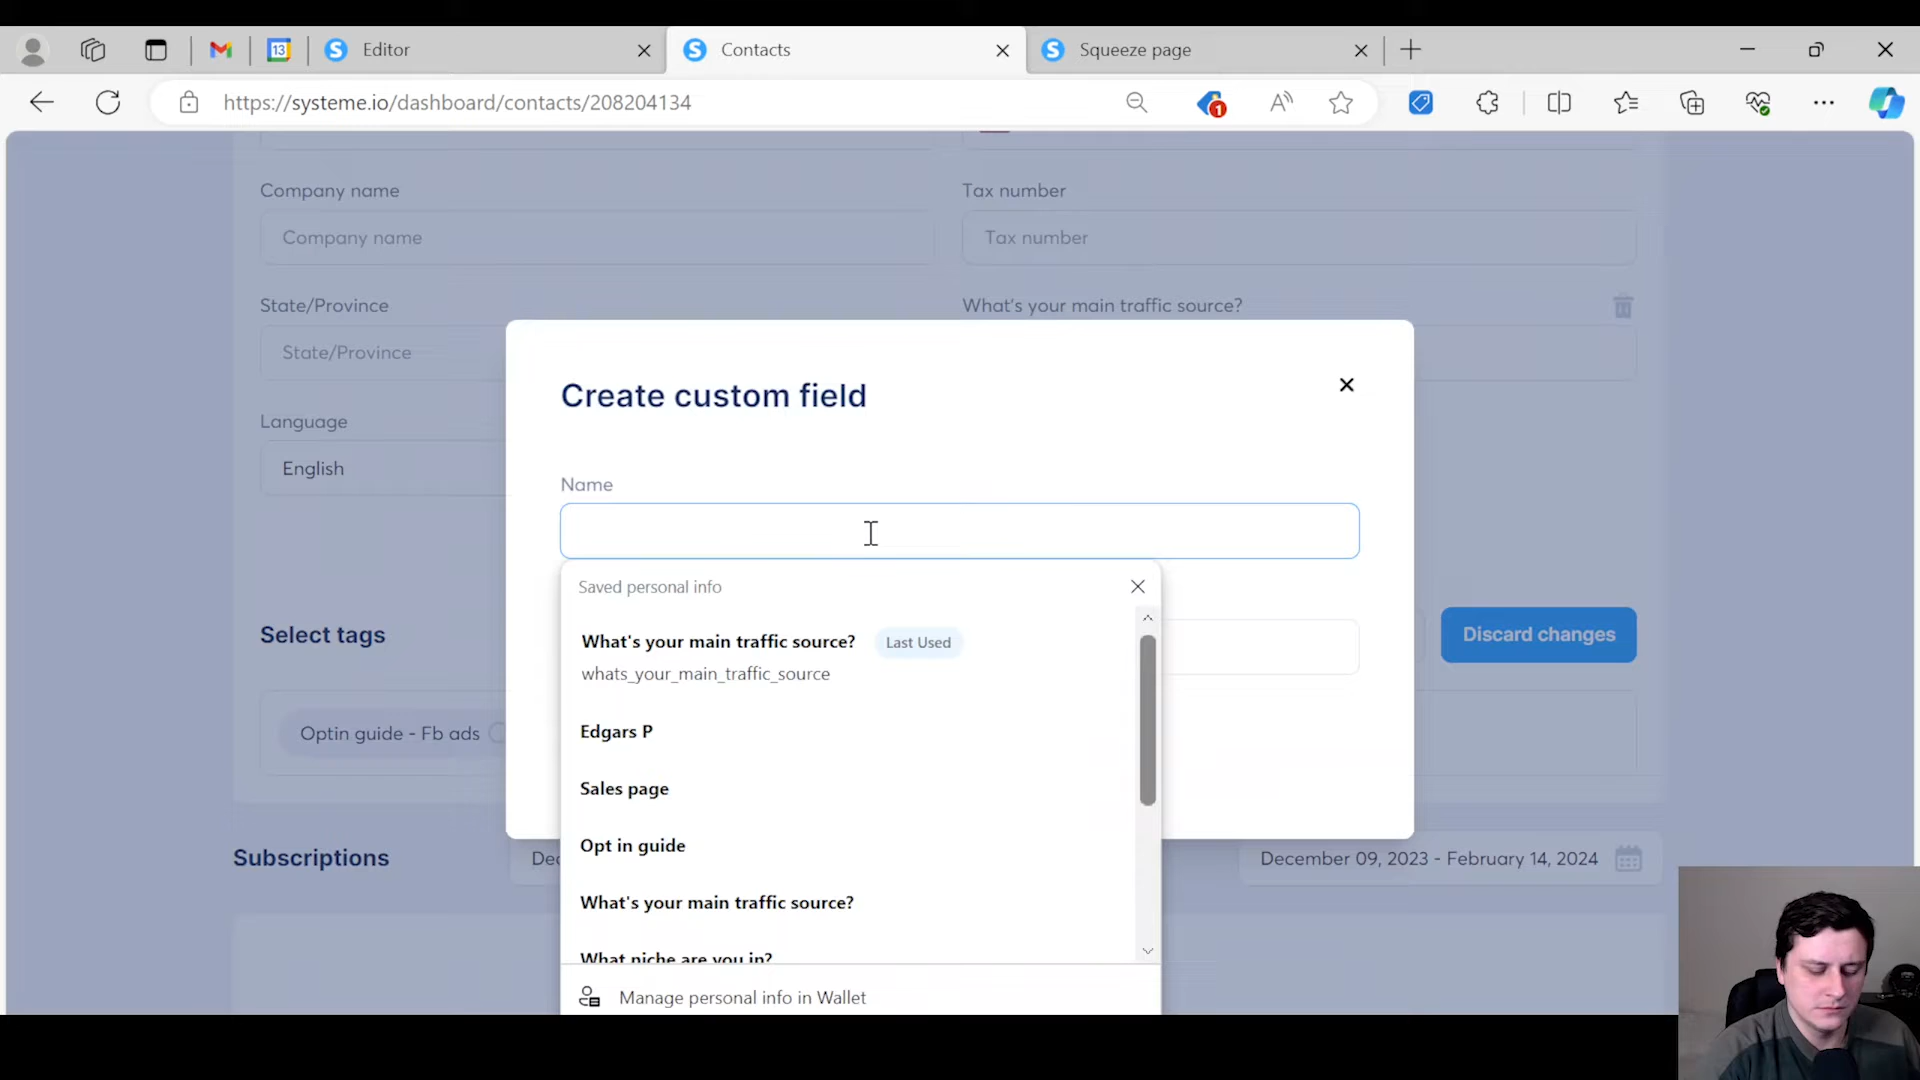 13
Editor
Contacts
Squeeze page
https://systeme.io/dashboard/contacts/208204134
1
Company name
Tax number
Company name
Tax number
State/Province
What's your main traffic source?
State/Province
Create custom field
Language
English
Name
Saved personal info
What's your main traffic source?
Last Used
whats_your_main_traffic_source
Select tags
Discard changes
Edgars P
Optin guide - Fb ads
Sales page
Opt in guide
Subscriptions
Dec
December 09, 2023 - February 14, 2024
What's your main traffic source?
What niche are you in?
Manage personal info in Wallet